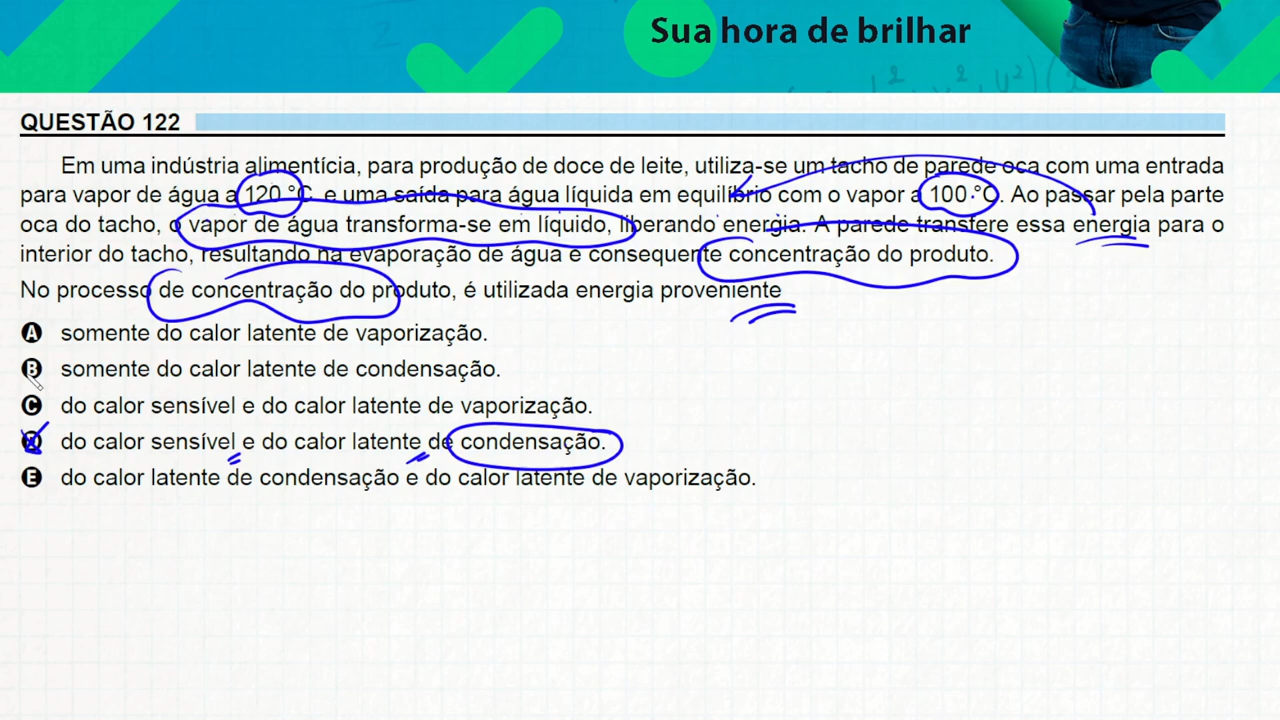 Sua hora de brilhar
QUESTÃO 122
Em uma indústria alimentícia, para produção de doce de leite, utiliza-se um tacho de parede oca com uma entrada
para vapor de água a 120 °C e uma saída para água líquida em equilíbrio com o vapor a 100 °C. Ao passar pela parte
oca do tacho, o vapor de água transforma-se em líquido, liberando energia. A parede transfere essa energia para o
interior do tacho, resultando na evaporação de água e consequente concentração do produto.
No processo de concentração do produto, é utilizada energia proveniente
A somente do calor latente de vaporização.
B somente do calor latente de condensação.
C do calor sensível e do calor latente de vaporização.
D do calor sensível e do calor latente de condensação.
E do calor latente de condensação e do calor latente de vaporização.